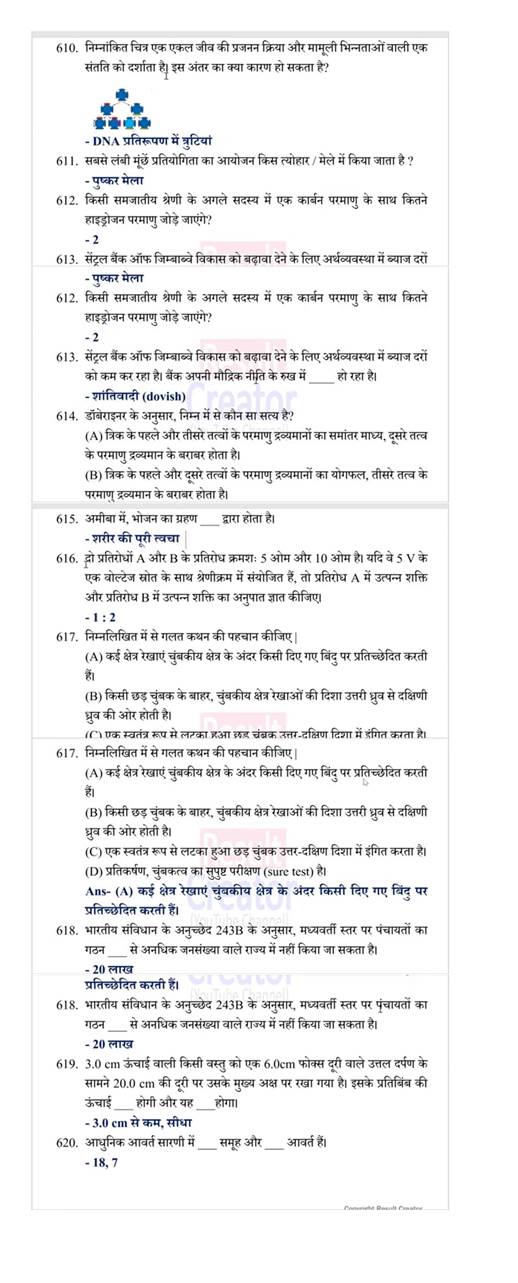 610. निम्नांकित चित्र एक एकल जीव की प्रजनन क्रिया और मामूली भिन्नताओं वाली एक
संतति को दर्शाता है। इस अंतर का क्या कारण हो सकता है?
- DNA प्रतिरूपण में त्रुटियां
611. सबसे लंबी मूंछें प्रतियोगिता का आयोजन किस त्योहार / मेले में किया जाता है ?
- पुष्कर मेला
612. किसी समजातीय श्रेणी के अगले सदस्य में एक कार्बन परमाणु के साथ कितने
हाइड्रोजन परमाणु जोड़े जाएंगे?
- 2
613. सेंट्रल बैंक ऑफ जिम्बाब्वे विकास को बढ़ावा देने के लिए अर्थव्यवस्था में ब्याज दरों
- पुष्कर मेला
612. किसी समजातीय श्रेणी के अगले सदस्य में एक कार्बन परमाणु के साथ कितने
हाइड्रोजन परमाणु जोड़े जाएंगे?
- 2
613. सेंट्रल बैंक ऑफ जिम्बाब्वे विकास को बढ़ावा देने के लिए अर्थव्यवस्था में ब्याज दरों
को कम कर रहा है। बैंक अपनी मौद्रिक नीति के रुख में ____ हो रहा है।
- शांतिवादी (dovish)
614. डॉबेराइनर के अनुसार, निम्न में से कौन सा सत्य है?
(A) त्रिक के पहले और तीसरे तत्वों के परमाणु द्रव्यमानों का समांतर माध्य, दूसरे तत्व
के परमाणु द्रव्यमान के बराबर होता है।
(B) त्रिक के पहले और दूसरे तत्वों के परमाणु द्रव्यमानों का योगफल, तीसरे तत्व के
परमाणु द्रव्यमान के बराबर होता है।
615. अमीबा में, भोजन का ग्रहण ____ द्वारा होता है।
- शरीर की पूरी त्वचा
616. दो प्रतिरोधों A और B के प्रतिरोध क्रमशः 5 ओम और 10 ओम है। यदि वे 5 V के
एक वोल्टेज स्रोत के साथ श्रेणीक्रम में संयोजित हैं, तो प्रतिरोध A में उत्पन्न शक्ति
और प्रतिरोध B में उत्पन्न शक्ति का अनुपात ज्ञात कीजिए।
- 1 : 2
617. निम्नलिखित में से गलत कथन की पहचान कीजिए|
(A) कई क्षेत्र रेखाएं चुंबकीय क्षेत्र के अंदर किसी दिए गए बिंदु पर प्रतिच्छेदित करती
हैं।
(B) किसी छड़ चुंबक के बाहर, चुंबकीय क्षेत्र रेखाओं की दिशा उत्तरी ध्रुव से दक्षिणी
ध्रुव की ओर होती है।
(C) एक स्वतंत्र रूप से लटका हुआ छड़ चुंबक उत्तर-दक्षिण दिशा में इंगित करता है।
617. निम्नलिखित में से गलत कथन की पहचान कीजिए|
(A) कई क्षेत्र रेखाएं चुंबकीय क्षेत्र के अंदर किसी दिए गए बिंदु पर प्रतिच्छेदित करती
हैं।
(B) किसी छड़ चुंबक के बाहर, चुंबकीय क्षेत्र रेखाओं की दिशा उत्तरी ध्रुव से दक्षिणी
ध्रुव की ओर होती है।
(C) एक स्वतंत्र रूप से लटका हुआ छड़ चुंबक उत्तर-दक्षिण दिशा में इंगित करता है।
(D) प्रतिकर्षण, चुंबकत्व का सुपुष्ट परीक्षण (sure test) है।
Ans- (A) कई क्षेत्र रेखाएं चुंबकीय क्षेत्र के अंदर किसी दिए गए बिंदु पर
प्रतिच्छेदित करती हैं।
618. भारतीय संविधान के अनुच्छेद 243B के अनुसार, मध्यवर्ती स्तर पर पंचायतों का
गठन ____ से अनधिक जनसंख्या वाले राज्य में नहीं किया जा सकता है।
- 20 लाख
प्रतिच्छेदित करती हैं।
618. भारतीय संविधान के अनुच्छेद 243B के अनुसार, मध्यवर्ती स्तर पर पंचायतों का
गठन ____ से अनधिक जनसंख्या वाले राज्य में नहीं किया जा सकता है।
- 20 लाख
619. 3.0 cm ऊंचाई वाली किसी वस्तु को एक 6.0cm फोकस दूरी वाले उत्तल दर्पण के
सामने 20.0 cm की दूरी पर उसके मुख्य अक्ष पर रखा गया है। इसके प्रतिबिंब की
ऊंचाई ____ होगी और यह ____ होगा।
- 3.0 cm से कम, सीधा
620. आधुनिक आवर्त सारणी में ____ समूह और ____ आवर्त हैं।
- 18, 7
Copyright Result Creator